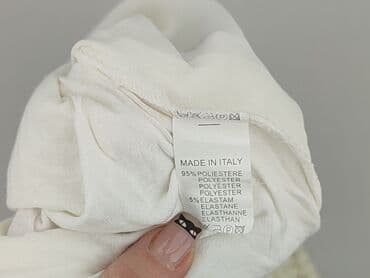 MADE IN ITALY
95% POLIESTERE
POLYESTER
POLYESTER
POLYESTER
5% ELASTAM
ELASTANE
ELASTHANNE
ELASTHAN